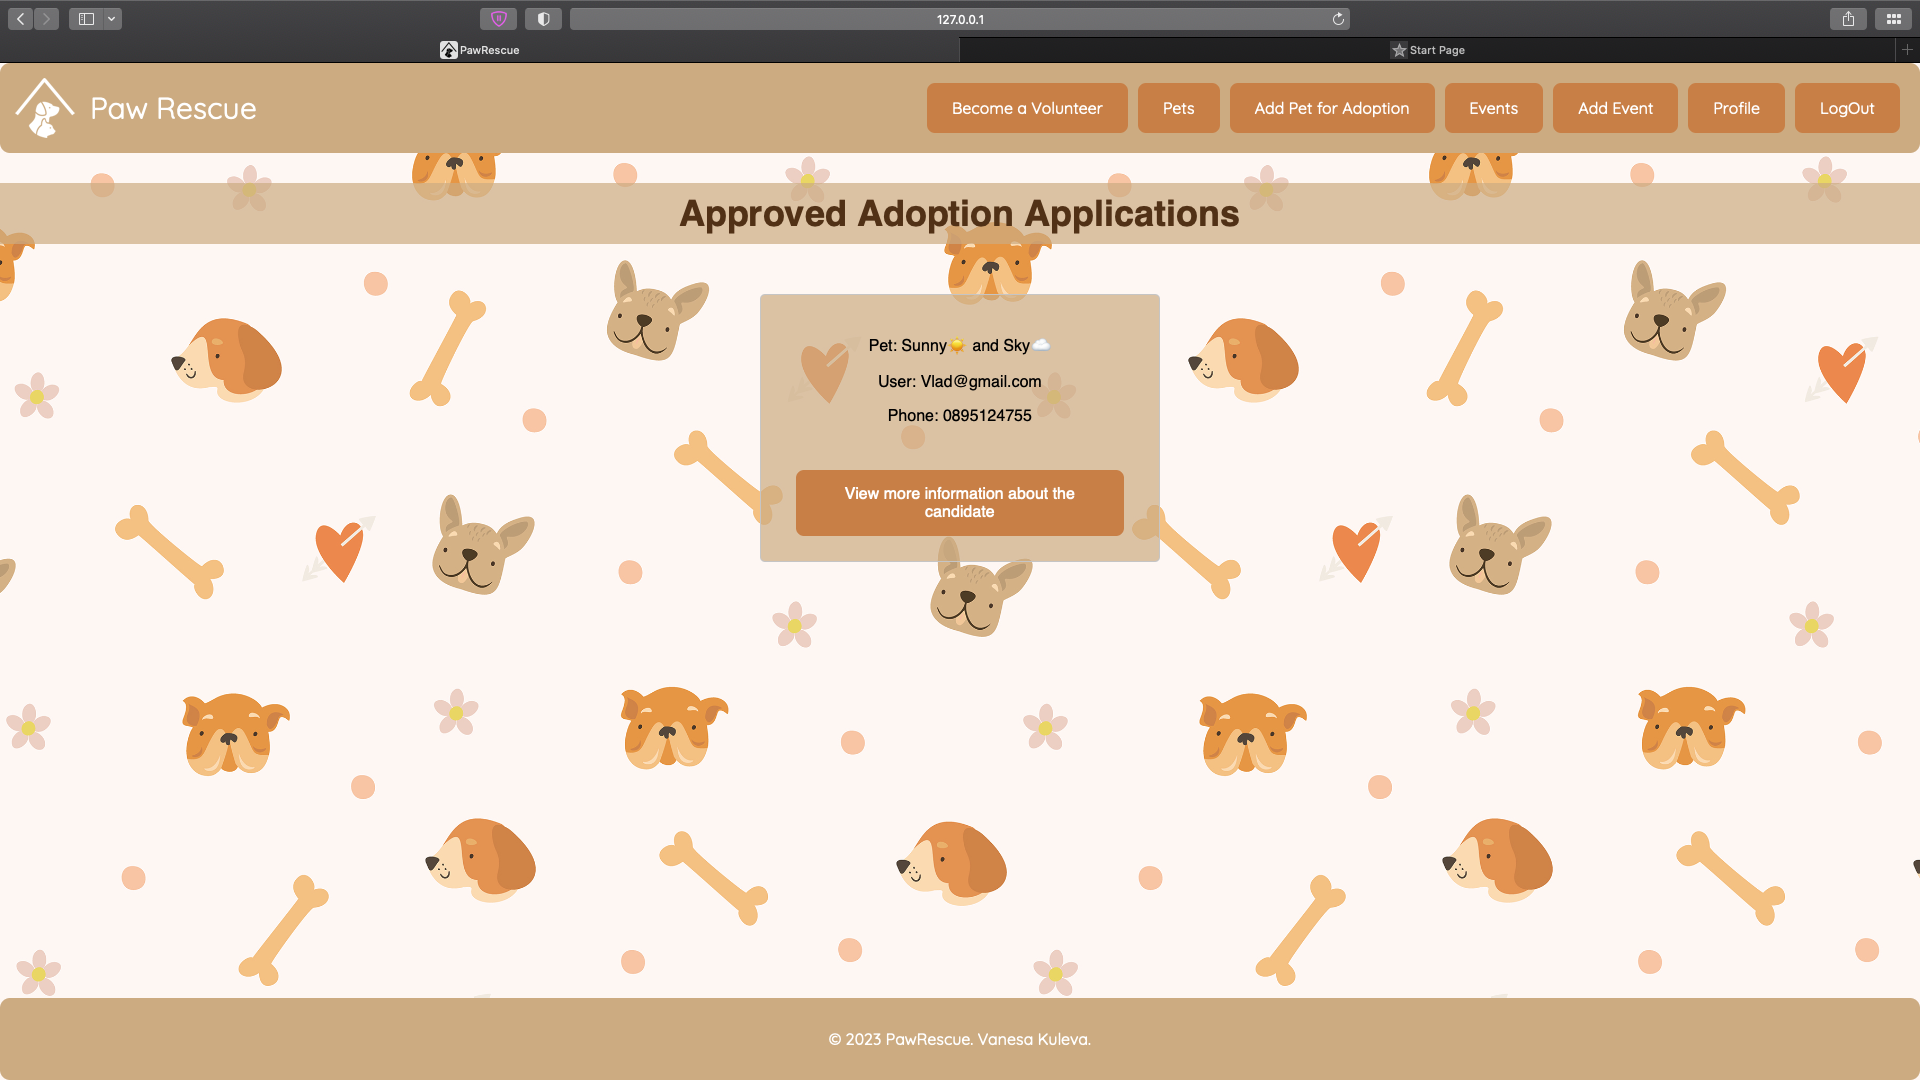 127.0.0.1
PawRescue
Start Page
Paw Rescue
Become a Volunteer
Pets
Add Pet for Adoption
Events
Add Event
Profile
LogOut
Approved Adoption Applications
Pet: Sunny☀️ and Sky☁️
User: Vlad@gmail.com
Phone: 0895124755
View more information about the
candidate
© 2023 PawRescue. Vanesa Kuleva.